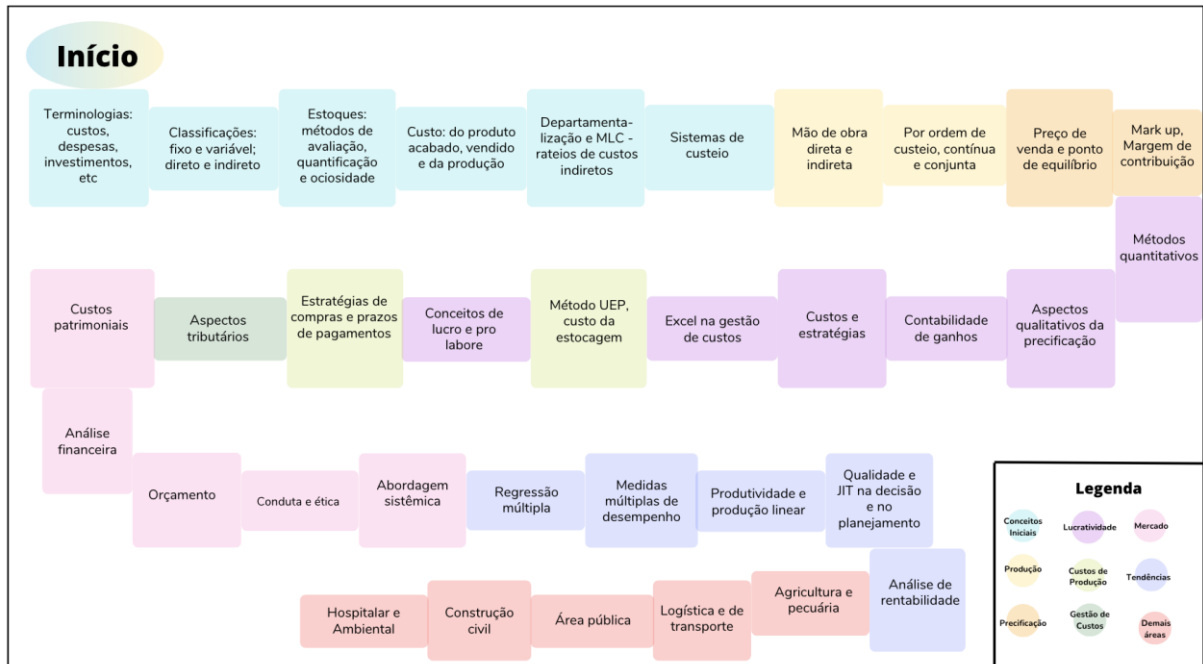 Início
Terminologias:
custos,
despesas,
investimentos,
etc
Classificações:
fixo e variável;
direto e indireto
Estoques:
métodos de
avaliação,
quantificação
e ociosidade
Custo: do produto
acabado, vendido
e da produção
Departamenta-
lização e MLC -
rateios de custos
indiretos
Sistemas de
custeio
Mão de obra
direta e
indireta
Por ordem de
custeio, contínua
e conjunta
Preço de
venda e ponto
de equilíbrio
Mark up,
Margem de
contribuição
Métodos
quantitativos
Aspectos
qualitativos da
precificação
Contabilidade
de ganhos
Custos e
estratégias
Excel na gestão
de custos
Método UEP,
custo da
estocagem
Conceitos de
lucro e pro
labore
Estratégias de
compras e prazos
de pagamentos
Aspectos
tributários
Custos
patrimoniais
Análise
financeira
Orçamento
Conduta e ética
Abordagem
sistêmica
Regressão
múltipla
Medidas
múltiplas de
desempenho
Produtividade e
produção linear
Qualidade e
JIT na decisão
e no
planejamento
Análise de
rentabilidade
Agricultura e
pecuária
Logística e de
transporte
Área pública
Construção
civil
Hospitalar e
Ambiental
Legenda
Conceitos
Iniciais
Lucratividade
Mercado
Produção
Custos de
Produção
Tendências
Precificação
Gestão de
Custos
Demais
áreas